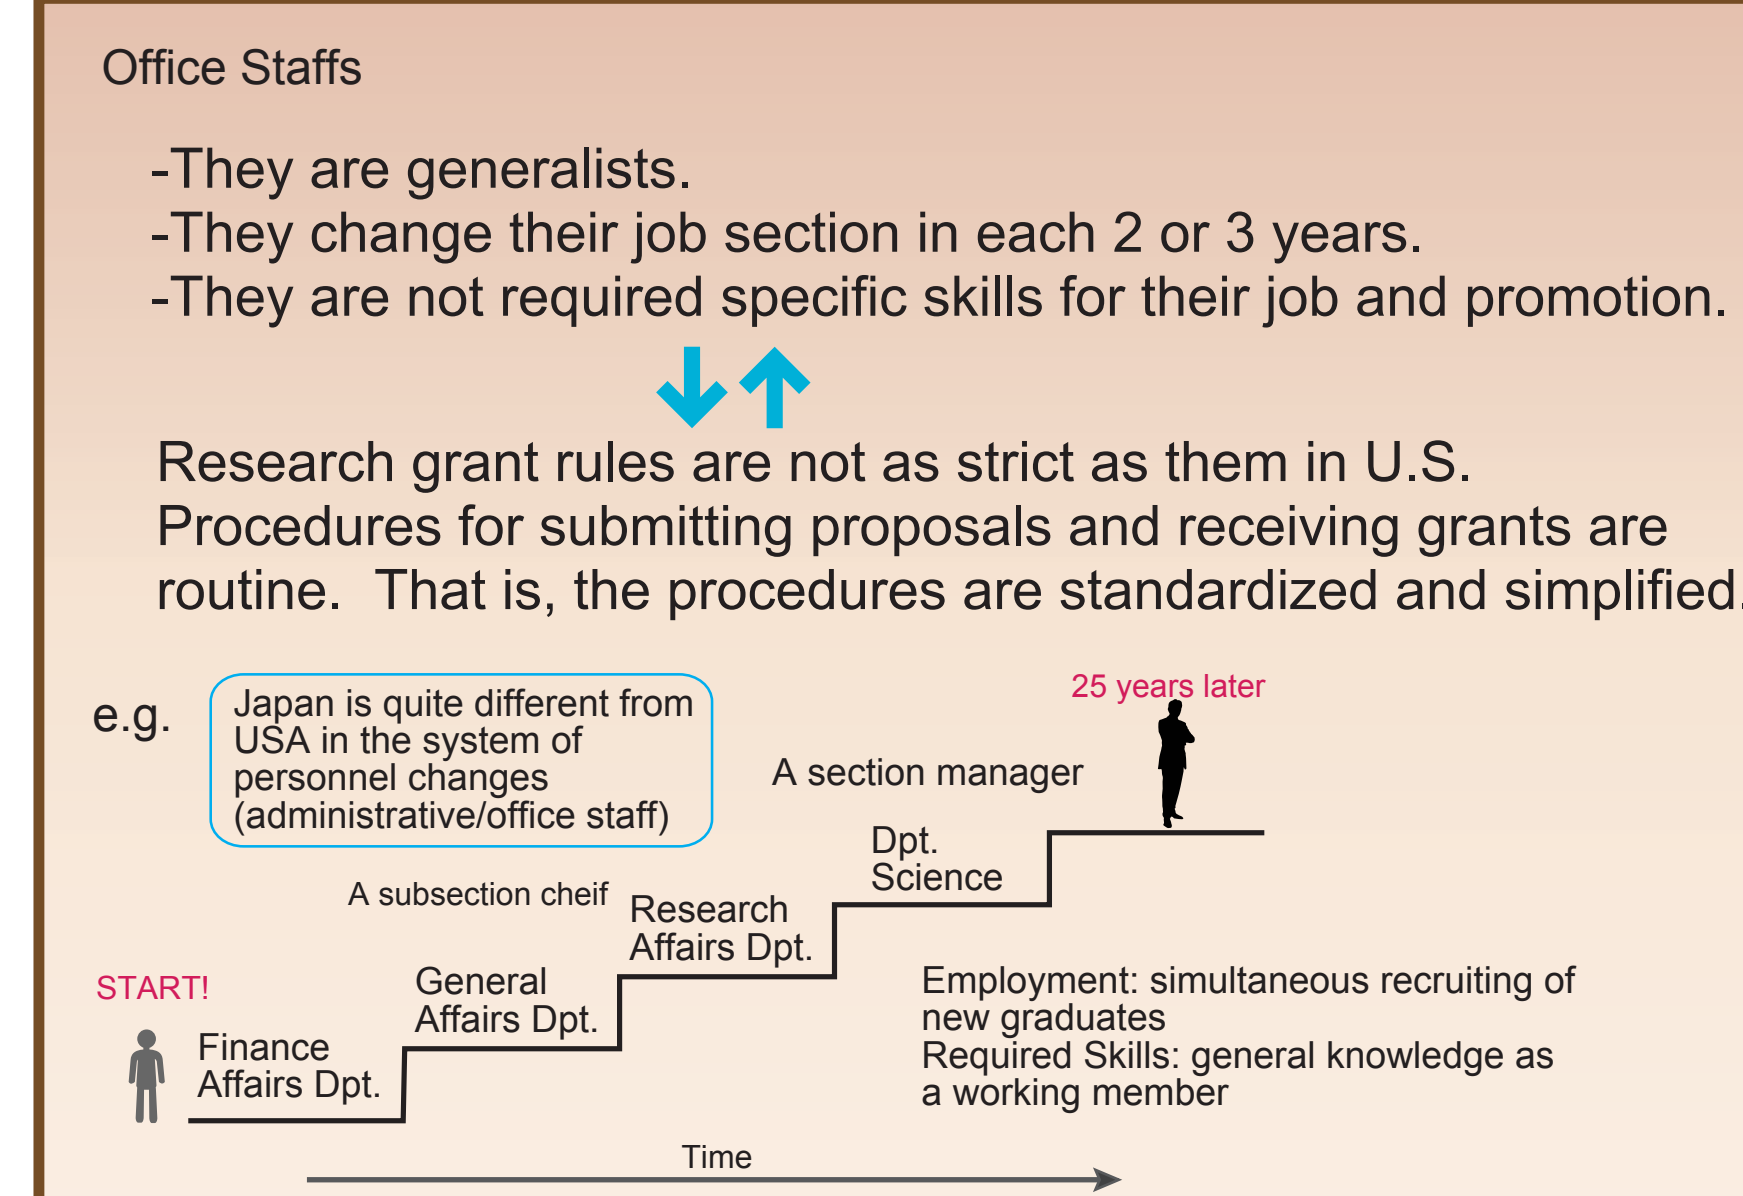 Office Staffs
-They are generalists.
-They change their job section in each 2 or 3 years.
-They are not required specific skills for their job and promotion.
Research grant rules are not as strict as them in U.S.
Procedures for submitting proposals and receiving grants are
routine.  That is, the procedures are standardized and simplified.
e.g.
Japan is quite different from
USA in the system of
personnel changes
(administrative/office staff)
25 years later
A section manager
Dpt.
Science
A subsection cheif
Research
Affairs Dpt.
START!
General
Affairs Dpt.
Finance
Affairs Dpt.
Employment: simultaneous recruiting of
new graduates
Required Skills: general knowledge as
a working member
Time